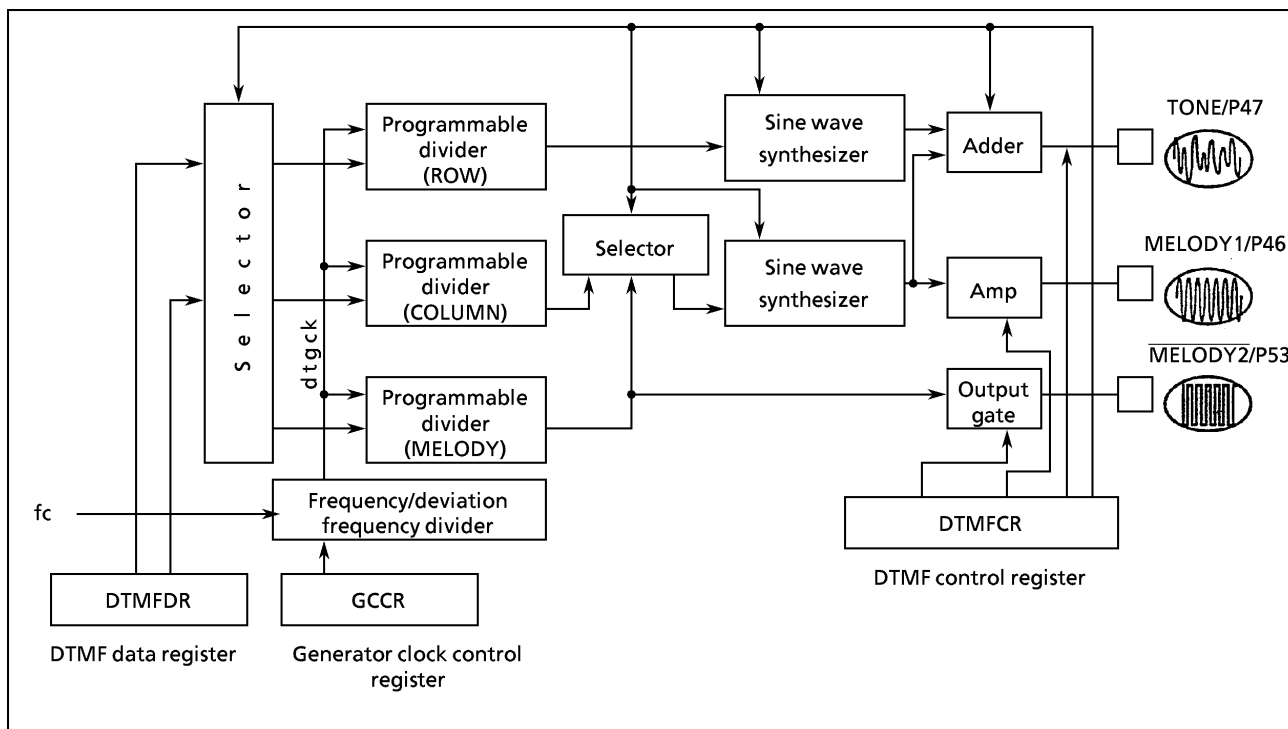 TONE/P47
Programmable
divider
(ROW)
Sine wave
synthesizer
Adder
Selector
Selector
MELODY1/P46
Programmable
divider
(COLUMN)
Sine wave
synthesizer
Amp
dtgck
MELODY2/P53
Programmable
divider
(MELODY)
Output
gate
fc
Frequency/deviation
frequency divider
DTMFCR
DTMF control register
DTMFDR
GCCR
DTMF data register
Generator clock control
register